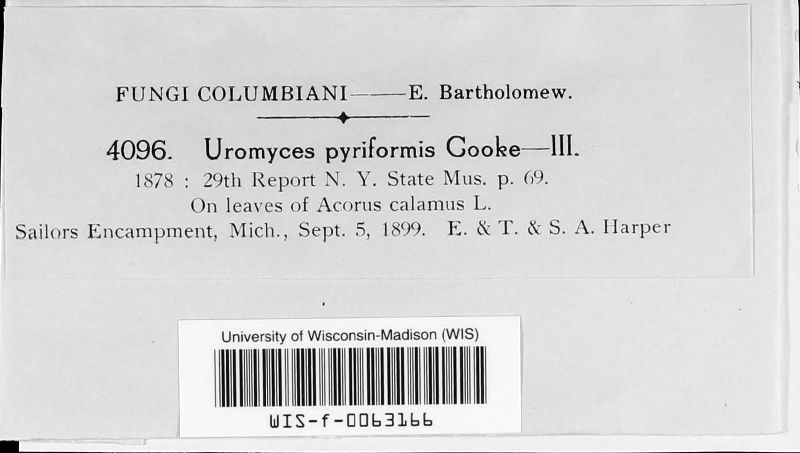 FUNGI COLUMBIANI——E. Bartholomew.
4096. Uromyces pyriformis Cooke—III.
1878 : 29th Report N. Y. State Mus. p. 69.
On leaves of Acorus calamus L.
Sailors Encampment, Mich., Sept. 5, 1899. E. & T. & S. A. Harper
University of Wisconsin-Madison (WIS)
WIS-f-0063166